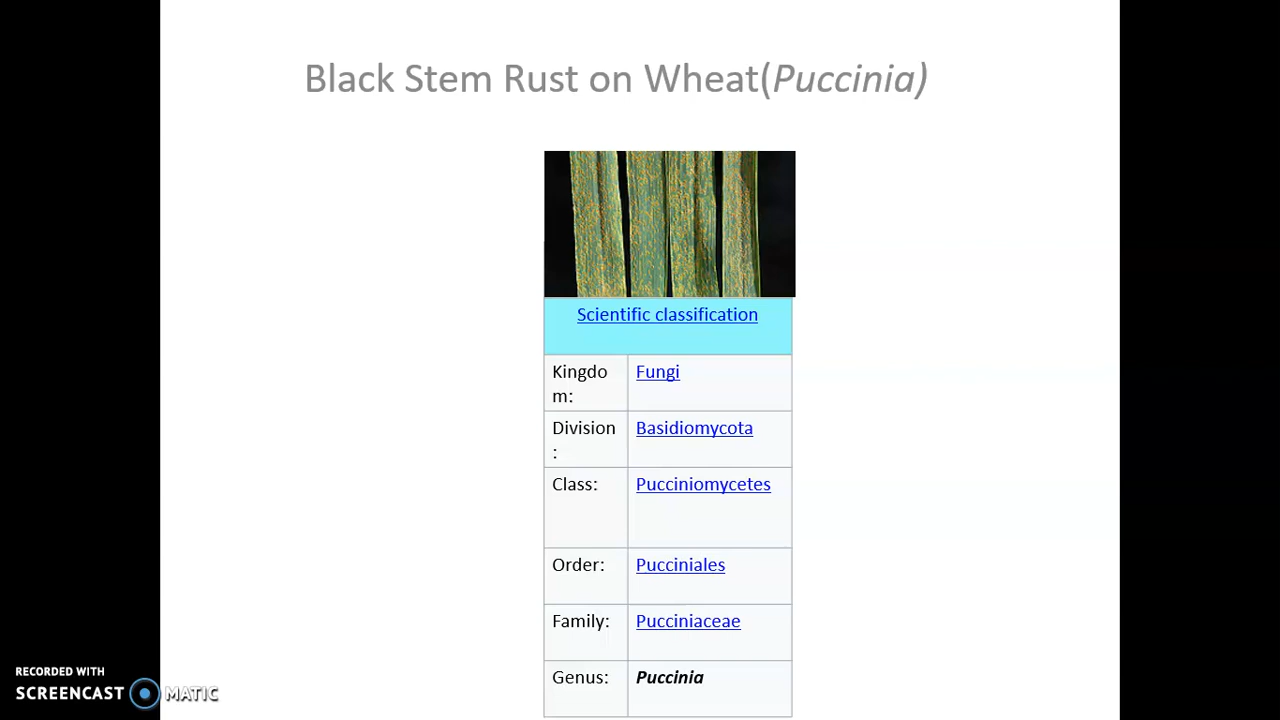 Black Stem Rust on Wheat(Puccinia)
Scientific classification
Kingdo
m:
Fungi
Division
:
Basidiomycota
Class:
Pucciniomycetes
Order:
Pucciniales
Family:
Pucciniaceae
Genus:
Puccinia
RECORDED WITH
SCREENCAST MATIC